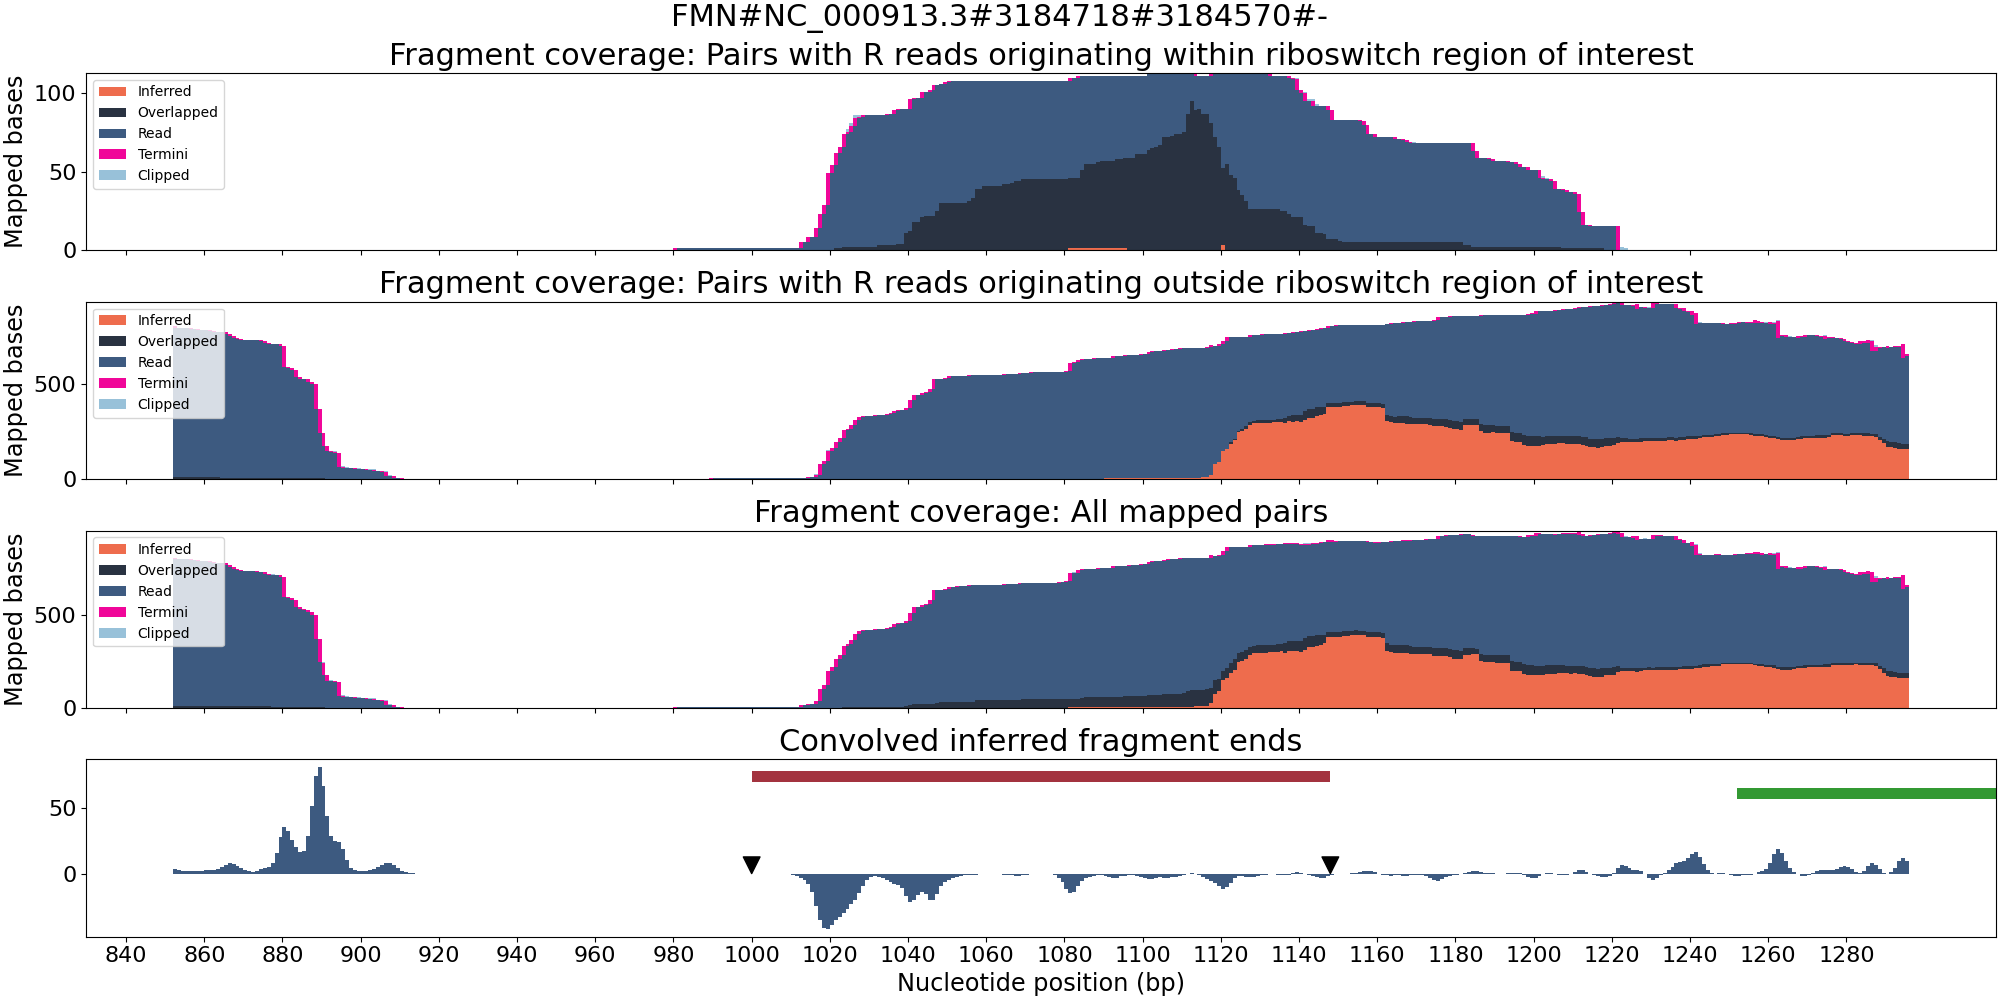 FMN#NC_000913.3#3184718#3184570#-
Fragment coverage: Pairs with R reads originating within riboswitch region of interest
Mapped bases
100
50
0
Inferred
Overlapped
Read
Termini
Clipped
Fragment coverage: Pairs with R reads originating outside riboswitch region of interest
Mapped bases
500
0
Inferred
Overlapped
Read
Termini
Clipped
Fragment coverage: All mapped pairs
Mapped bases
500
0
Inferred
Overlapped
Read
Termini
Clipped
Convolved inferred fragment ends
50
0
840 860 880 900 920 940 960 980 1000 1020 1040 1060 1080 1100 1120 1140 1160 1180 1200 1220 1240 1260 1280
Nucleotide position (bp)